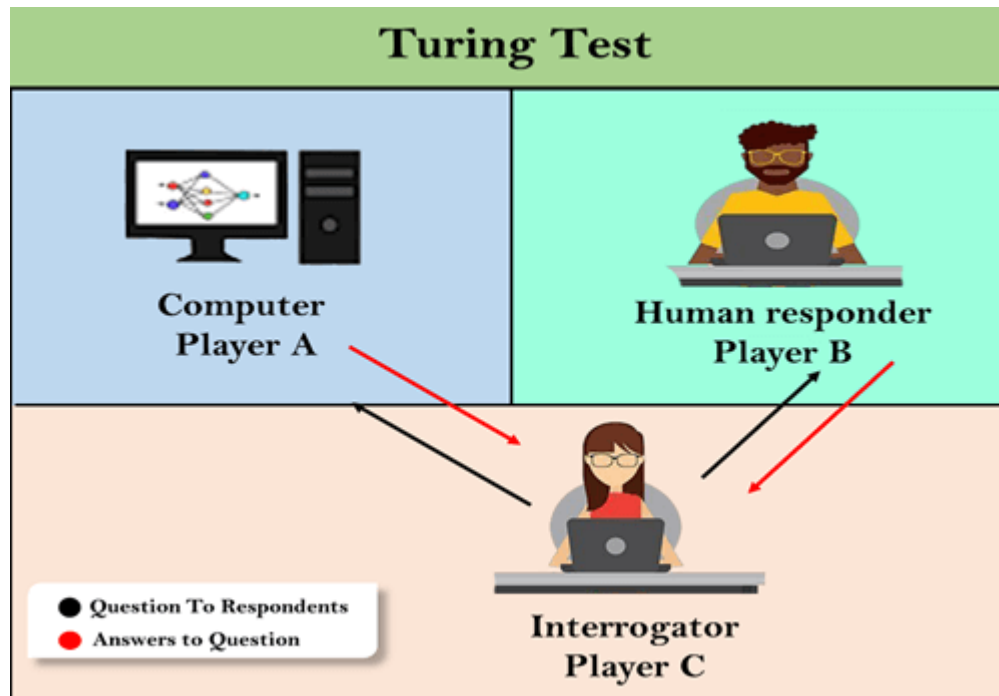 Turing Test
Computer
Player A
Human responder
Player B
Question To Respondents
Answers to Question
Interrogator
Player C